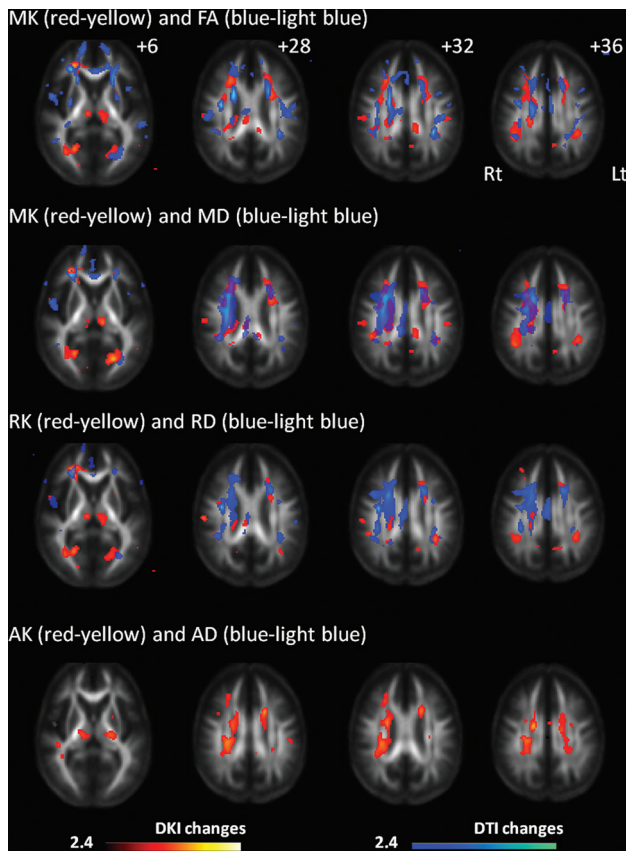 MK (red-yellow) and FA (blue-light blue)
+6 +28 +32 +36
Rt Lt
MK (red-yellow) and MD (blue-light blue)
RK (red-yellow) and RD (blue-light blue)
AK (red-yellow) and AD (blue-light blue)
DKI changes DTI changes
2.4 2.4